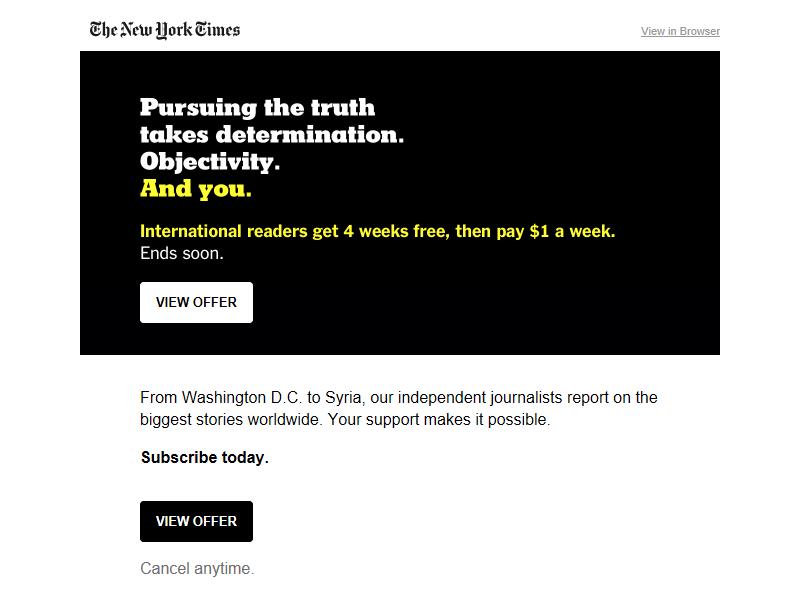 The New York Times
View in Browser
Pursuing the truth
takes determination.
Objectivity.
And you.
International readers get 4 weeks free, then pay $1 a week.
Ends soon.
VIEW OFFER
From Washington D.C. to Syria, our independent journalists report on the
biggest stories worldwide. Your support makes it possible.
Subscribe today.
VIEW OFFER
Cancel anytime.